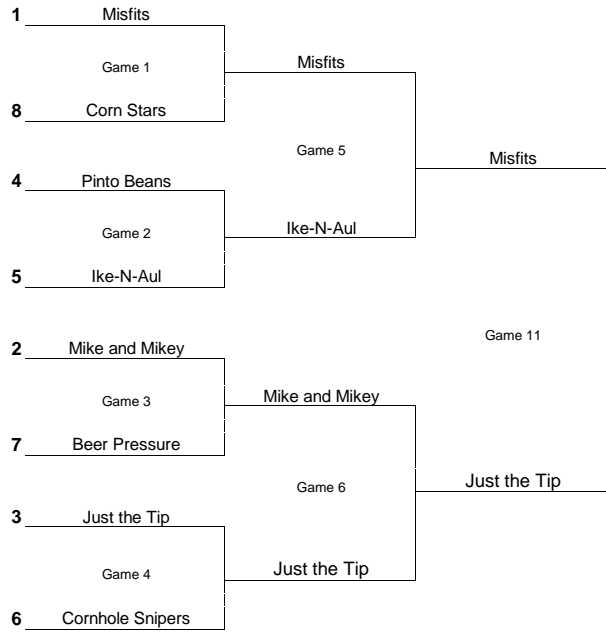 1 Misfits
Game 1
Misfits
8 Corn Stars
Game 5
Misfits
4 Pinto Beans
Game 2
Ike-N-Aul
5 Ike-N-Aul
Game 11
2 Mike and Mikey
Game 3
Mike and Mikey
7 Beer Pressure
Game 6
Just the Tip
3 Just the Tip
Game 4
Just the Tip
6 Cornhole Snipers